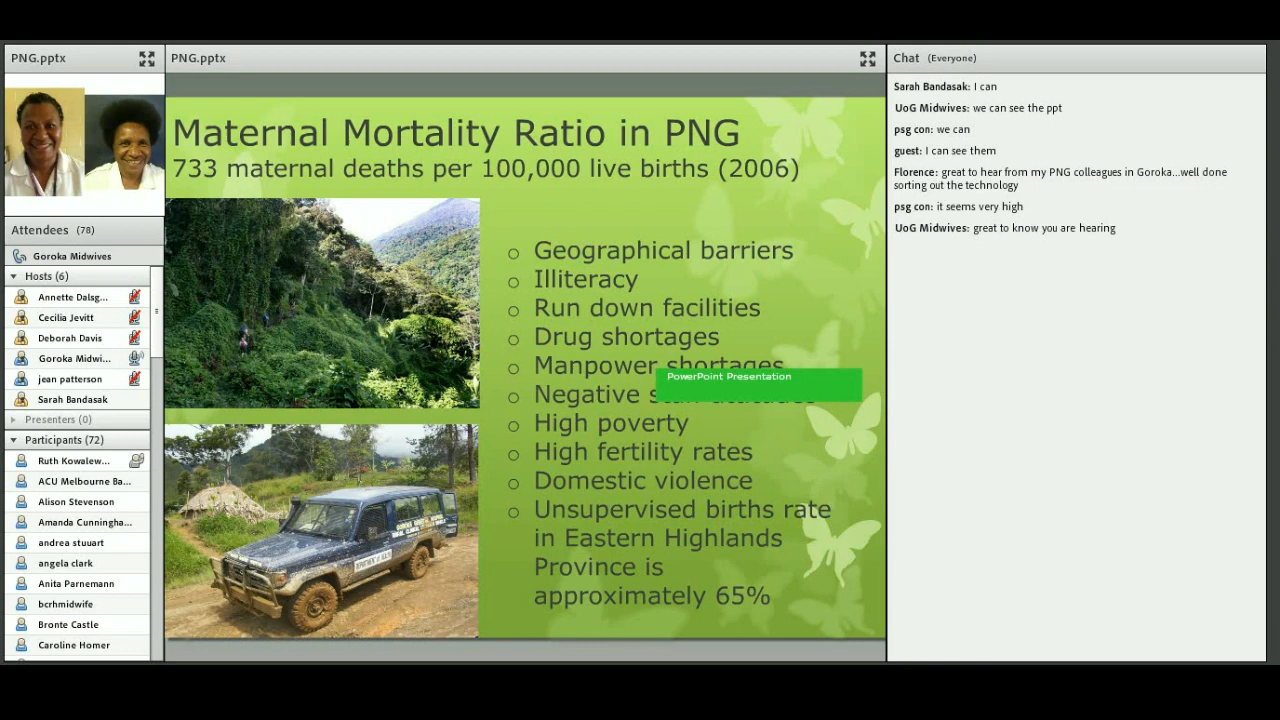 PNG.pptx
Attendees (78)
Goroka Midwives
Hosts (6)
Annette Dalsg...
Cecilia Jevitt
Deborah Davis
Goroka Midwi...
jean patterson
Sarah Bandasak
Presenters (0)
Participants (72)
Ruth Kowalew...
ACU Melbourne Ba...
Alison Stevenson
Amanda Cunningha...
andrea stuuart
angela clark
Anita Parnemann
bcrhmidwife
Bronte Castle
Caroline Homer
PNG.pptx
Maternal Mortality Ratio in PNG
733 maternal deaths per 100,000 live births (2006)
o Geographical barriers
o Illiteracy
o Run down facilities
o Drug shortages
o Manpower shortages
PowerPoint Presentation
o Negative
o High poverty
o High fertility rates
o Domestic violence
o Unsupervised births rate
in Eastern Highlands
Province is
approximately 65%
Chat (Everyone)
Sarah Bandasak: I can
UoG Midwives: we can see the ppt
psg con: we can
guest: I can see them
Florence: great to hear from my PNG colleagues in Goroka...well done
sorting out the technology
psg con: it seems very high
UoG Midwives: great to know you are hearing